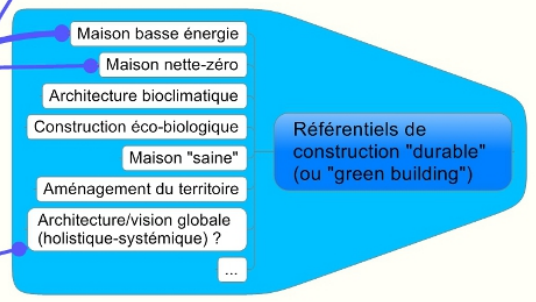 Maison basse énergie
Maison nette-zéro
Architecture bioclimatique
Construction éco-biologique
Maison "saine"
Aménagement du territoire
Architecture/vision globale
(holistique-systémique) ?
...
Référentiels de
construction "durable"
(ou "green building")